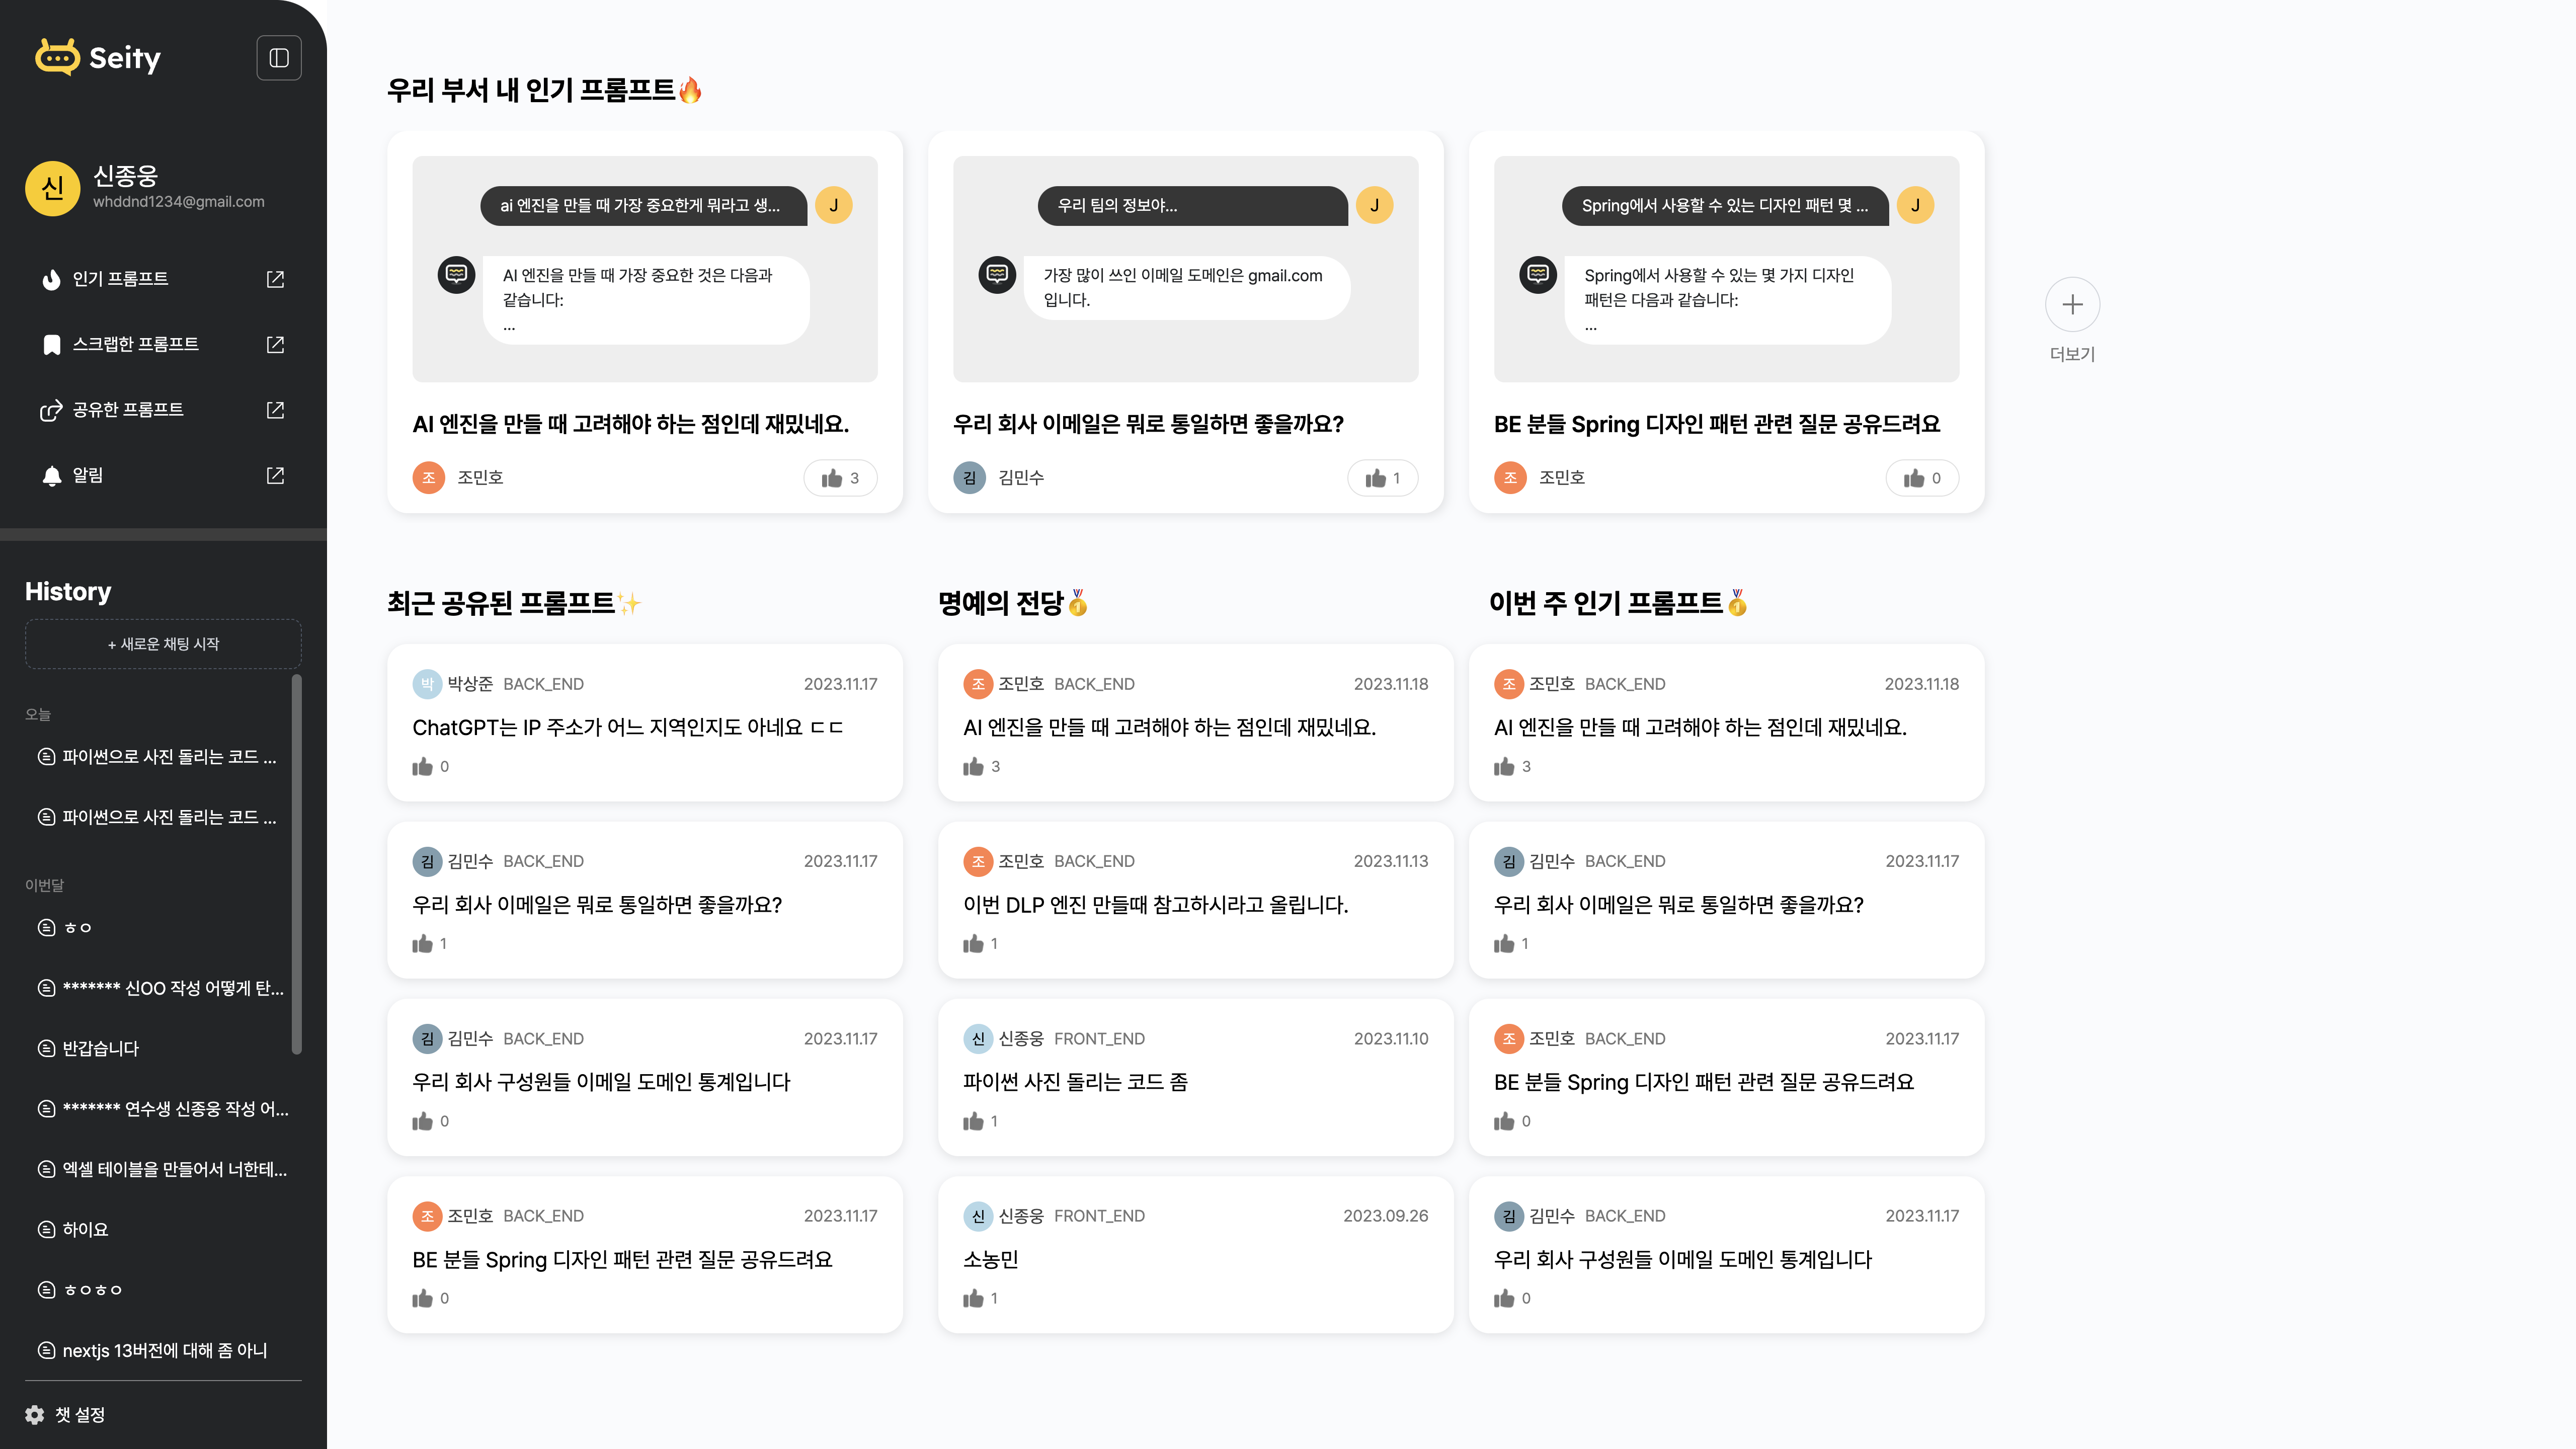 Seity
신
신종웅
whddnd1234@gmail.com
인기 프롬프트
스크랩한 프롬프트
공유한 프롬프트
알림
History
+ 새로운 채팅 시작
오늘
파이썬으로 사진 돌리는 코드 ...
파이썬으로 사진 돌리는 코드 ...
이번달
ㅎㅇ
******* 신OO 작성 어떻게 탄...
반갑습니다
******* 연수생 신종웅 작성 어...
엑셀 테이블을 만들어서 너한테...
하이요
ㅎㅇㅎㅇ
nextjs 13버전에 대해 좀 아니
챗 설정
우리 부서 내 인기 프롬프트🔥
ai 엔진을 만들 때 가장 중요한게 뭐라고 생...
J
AI 엔진을 만들 때 가장 중요한 것은 다음과
같습니다:
...
AI 엔진을 만들 때 고려해야 하는 점인데 재밌네요.
조 조민호 3
우리 팀의 정보야...
J
가장 많이 쓰인 이메일 도메인은 gmail.com
입니다.
우리 회사 이메일은 뭐로 통일하면 좋을까요?
김 김민수 1
Spring에서 사용할 수 있는 디자인 패턴 몇 ...
J
Spring에서 사용할 수 있는 몇 가지 디자인
패턴은 다음과 같습니다:
...
BE 분들 Spring 디자인 패턴 관련 질문 공유드려요
조 조민호 0
더보기
최근 공유된 프롬프트✨
박 박상준 BACK_END 2023.11.17
ChatGPT는 IP 주소가 어느 지역인지도 아네요 ㄷㄷ
0
김 김민수 BACK_END 2023.11.17
우리 회사 이메일은 뭐로 통일하면 좋을까요?
1
김 김민수 BACK_END 2023.11.17
우리 회사 구성원들 이메일 도메인 통계입니다
0
조 조민호 BACK_END 2023.11.17
BE 분들 Spring 디자인 패턴 관련 질문 공유드려요
0
명예의 전당🥇
조 조민호 BACK_END 2023.11.18
AI 엔진을 만들 때 고려해야 하는 점인데 재밌네요.
3
조 조민호 BACK_END 2023.11.13
이번 DLP 엔진 만들때 참고하시라고 올립니다.
1
신 신종웅 FRONT_END 2023.11.10
파이썬 사진 돌리는 코드 좀
1
신 신종웅 FRONT_END 2023.09.26
소농민
1
이번 주 인기 프롬프트🥇
조 조민호 BACK_END 2023.11.18
AI 엔진을 만들 때 고려해야 하는 점인데 재밌네요.
3
김 김민수 BACK_END 2023.11.17
우리 회사 이메일은 뭐로 통일하면 좋을까요?
1
조 조민호 BACK_END 2023.11.17
BE 분들 Spring 디자인 패턴 관련 질문 공유드려요
0
김 김민수 BACK_END 2023.11.17
우리 회사 구성원들 이메일 도메인 통계입니다
0